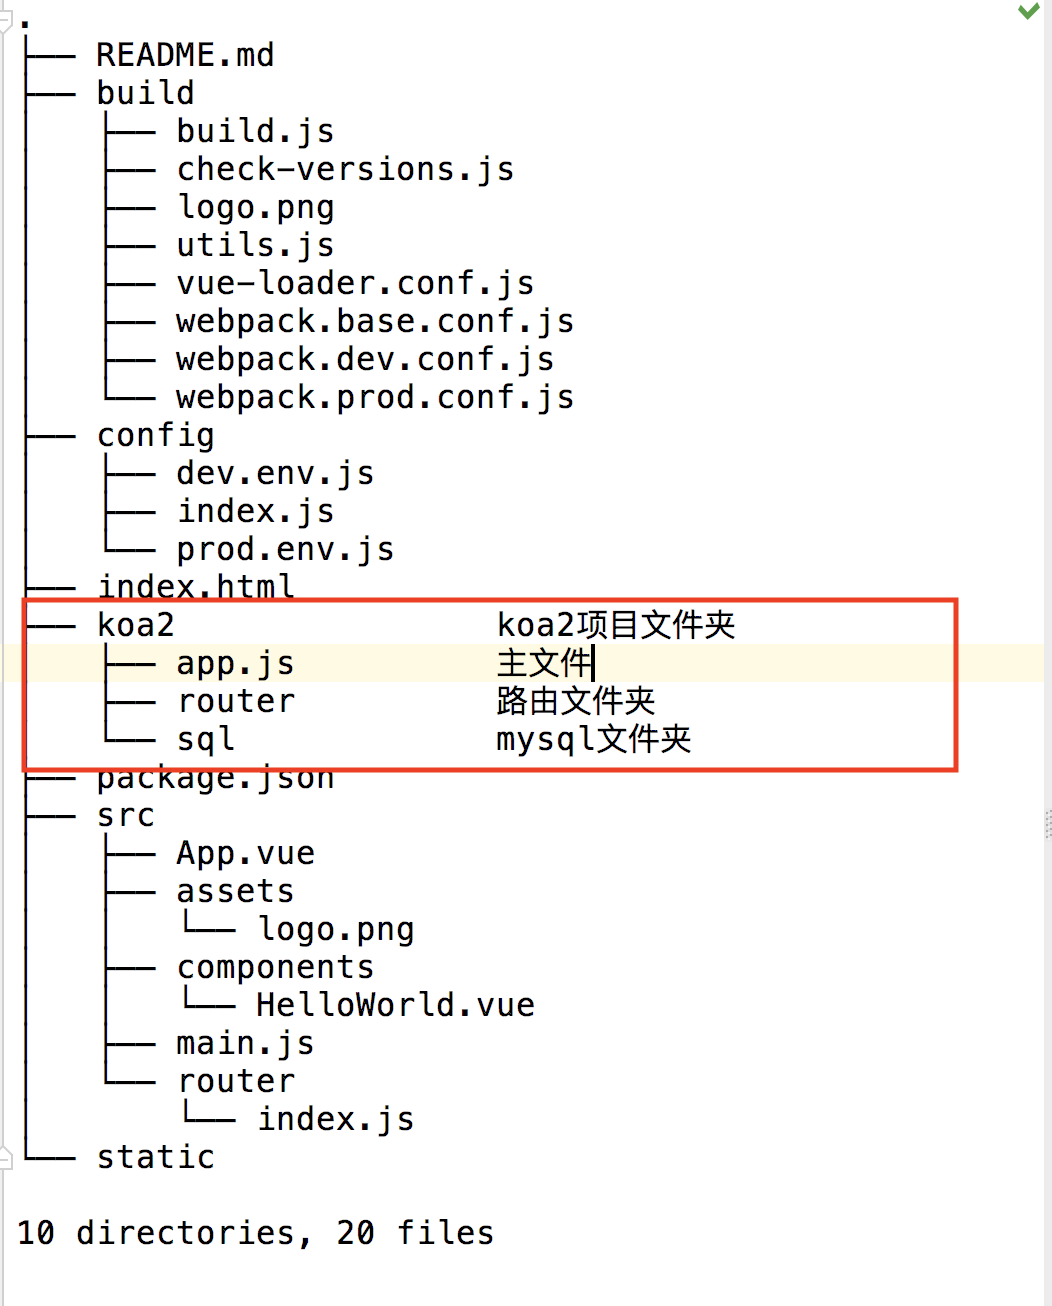 .
├── README.md
├── build
│   ├── build.js
│   ├── check-versions.js
│   ├── logo.png
│   ├── utils.js
│   ├── vue-loader.conf.js
│   ├── webpack.base.conf.js
│   ├── webpack.dev.conf.js
│   └── webpack.prod.conf.js
├── config
│   ├── dev.env.js
│   ├── index.js
│   └── prod.env.js
├── index.html
├── koa2                koa2项目文件夹
│   ├── app.js          主文件
│   ├── router          路由文件夹
│   └── sql             mysql文件夹
├── package.json
├── src
│   ├── App.vue
│   ├── assets
│   │   └── logo.png
│   ├── components
│   │   └── HelloWorld.vue
│   ├── main.js
│   └── router
│       └── index.js
└── static
10 directories, 20 files